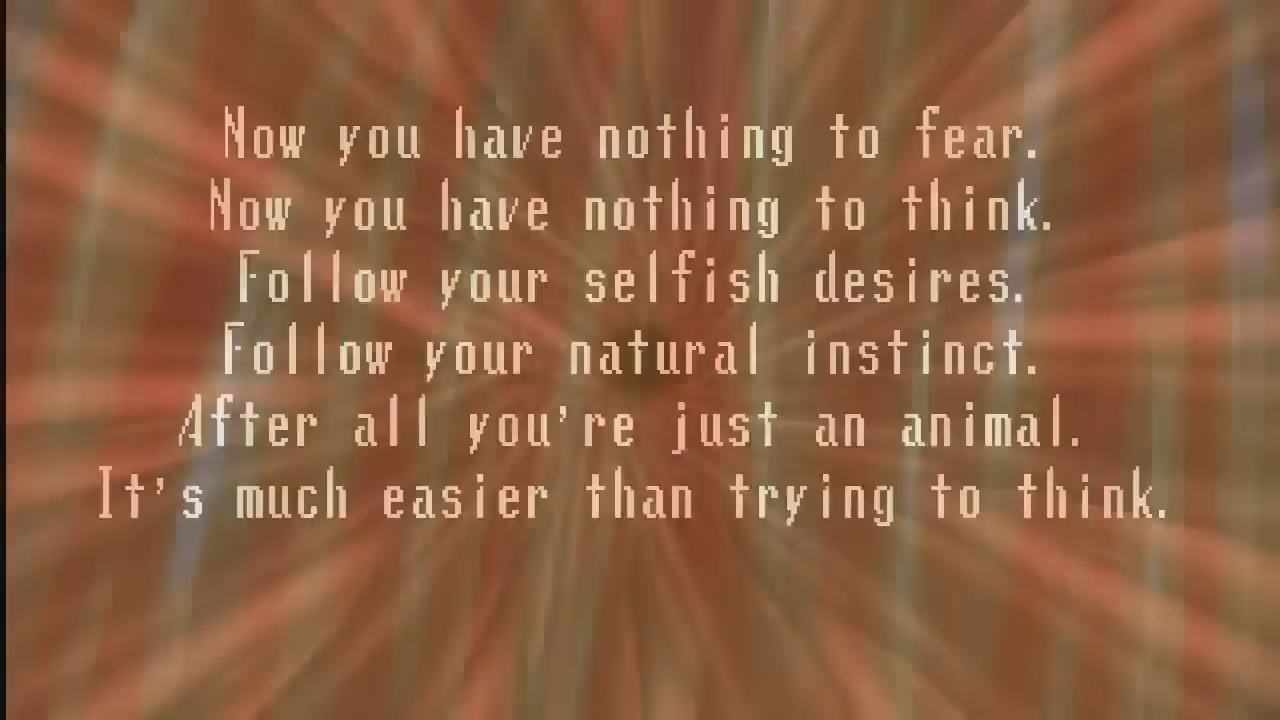 Now you have nothing to fear.
Now you have nothing to think.
Follow your selfish desires.
Follow your natural instinct.
After all you're just an animal.
It's much easier than trying to think.